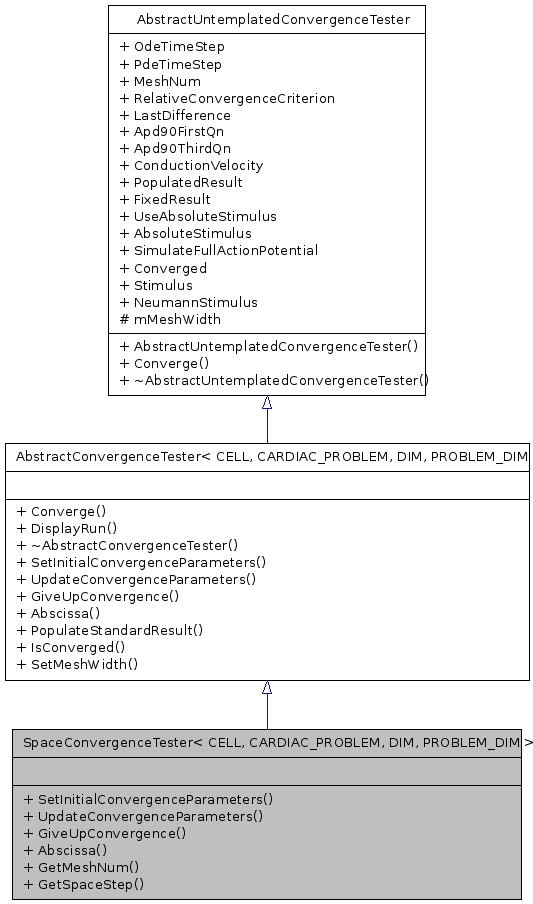 AbstractUntemplatedConvergenceTester
+ OdeTimeStep
+ PdeTimeStep
+ MeshNum
+ RelativeConvergenceCriterion
+ LastDifference
+ Apd90FirstQn
+ Apd90ThirdQn
+ ConductionVelocity
+ PopulatedResult
+ FixedResult
+ UseAbsoluteStimulus
+ AbsoluteStimulus
+ SimulateFullActionPotential
+ Converged
+ Stimulus
+ NeumannStimulus
# mMeshWidth
+ AbstractUntemplatedConvergenceTester()
+ Converge()
+ ~AbstractUntemplatedConvergenceTester()
AbstractConvergenceTester< CELL, CARDIAC_PROBLEM, DIM, PROBLEM_DIM
+ Converge()
+ DisplayRun()
+ ~AbstractConvergenceTester()
+ SetInitialConvergenceParameters()
+ UpdateConvergenceParameters()
+ GiveUpConvergence()
+ Abscissa()
+ PopulateStandardResult()
+ IsConverged()
+ SetMeshWidth()
SpaceConvergenceTester< CELL, CARDIAC_PROBLEM, DIM, PROBLEM_DIM >
+ SetInitialConvergenceParameters()
+ UpdateConvergenceParameters()
+ GiveUpConvergence()
+ Abscissa()
+ GetMeshNum()
+ GetSpaceStep()